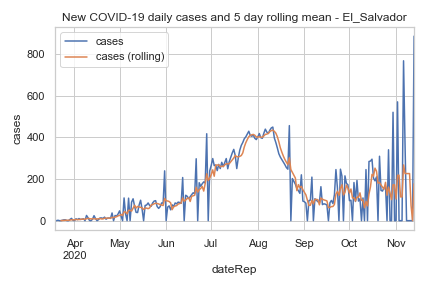 New COVID-19 daily cases and 5 day rolling mean - El_Salvador
cases
cases (rolling)
800
600
400
200
0
cases
Apr May Jun Jul Aug Sep Oct Nov
2020
dateRep